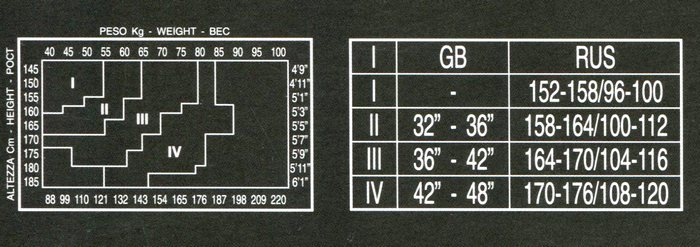 PESO Kg - WEIGHT - ВЕС
40 45 50 55 60 65 70 75 80 85 90 95 100
ALTEZZA Cm - HEIGHT - РОСТ
145
150
155
160
165
170
175
180
185
I
II
III
IV
4'9"
4'11"
5'1"
5'3"
5'5"
5'7"
5'9"
5'11"
6'1"
88 99 110 121 132 143 154 165 176 187 198 209 220
I GB RUS
I - 152-158/96-100
II 32” - 36” 158-164/100-112
III 36” - 42” 164-170/104-116
IV 42” - 48” 170-176/108-120